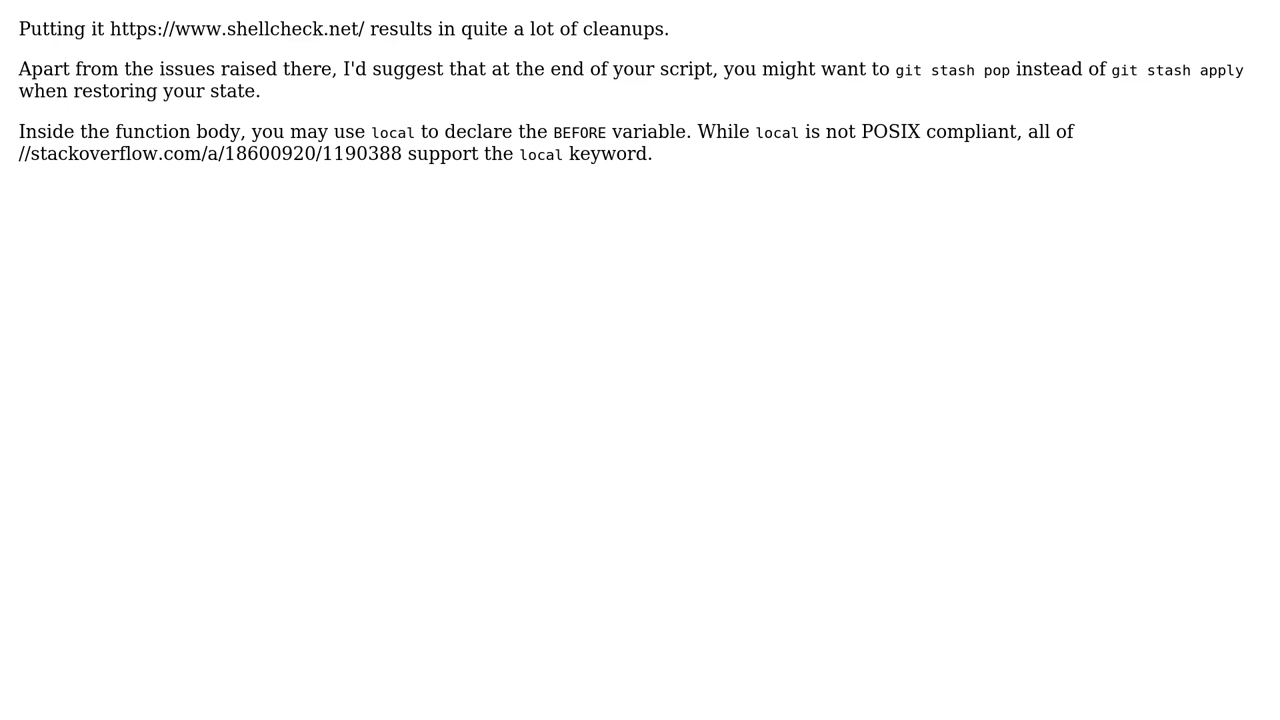 Putting it https://www.shellcheck.net/ results in quite a lot of cleanups.
Apart from the issues raised there, I'd suggest that at the end of your script, you might want to git stash pop instead of git stash apply
when restoring your state.
Inside the function body, you may use local to declare the BEFORE variable. While local is not POSIX compliant, all of
//stackoverflow.com/a/18600920/1190388 support the local keyword.